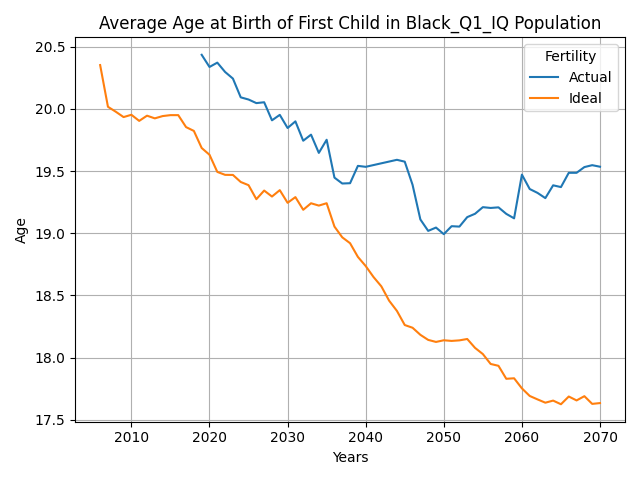 Average Age at Birth of First Child in Black_Q1_IQ Population
Fertility
Actual
Ideal
20.5
20.0
19.5
19.0
18.5
18.0
17.5
Age
2010 2020 2030 2040 2050 2060 2070
Years